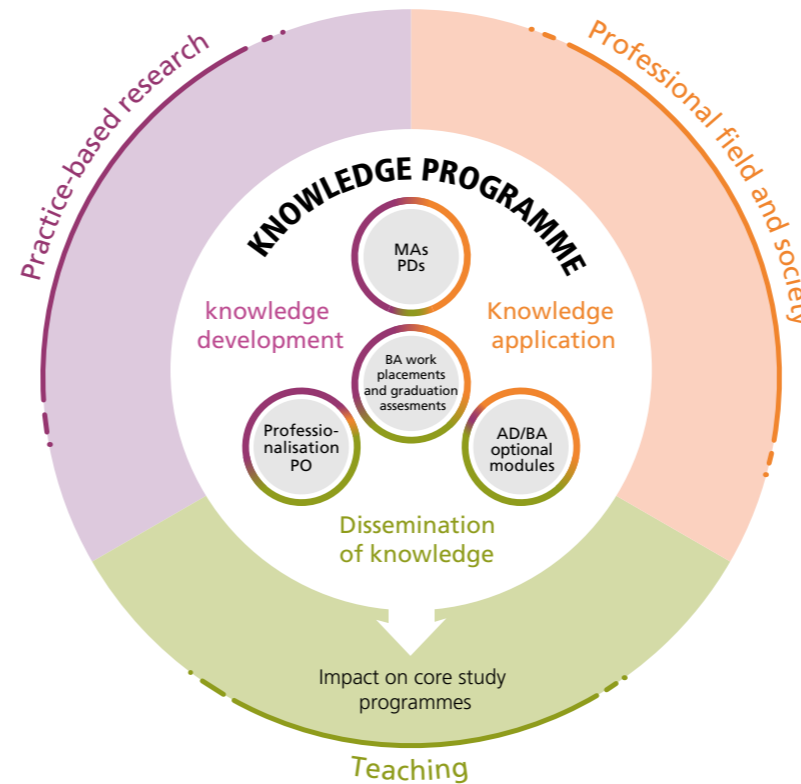 Practice-based research
Professional field and society
KNOWLEDGE PROGRAMME
MAs
PDs
knowledge
development
Knowledge
application
BA work
placements
and graduation
assesments
Professio-
nalisation
PO
AD/BA
optional
modules
Dissemination
of knowledge
Impact on core study
programmes
Teaching